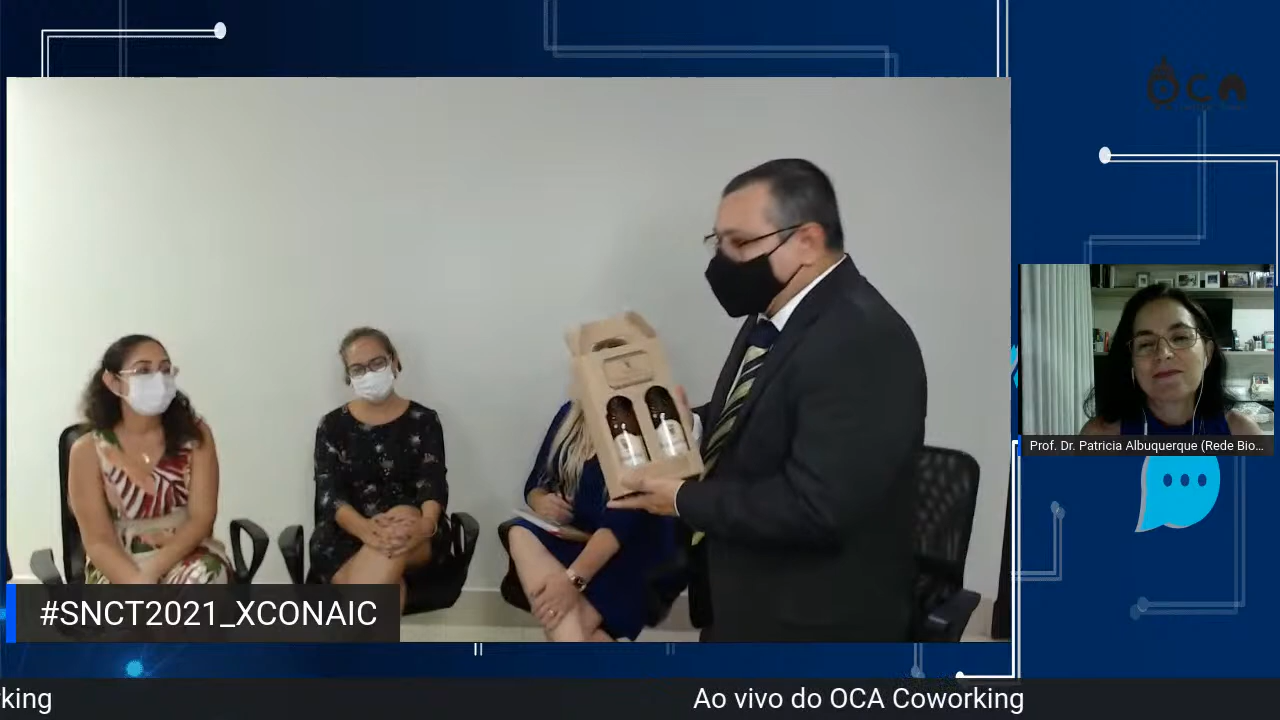 OCA
Prof. Dr. Patricia Albuquerque (Rede Bio...
#SNCT2021_XCONAIC
king
Ao vivo do OCA Coworking